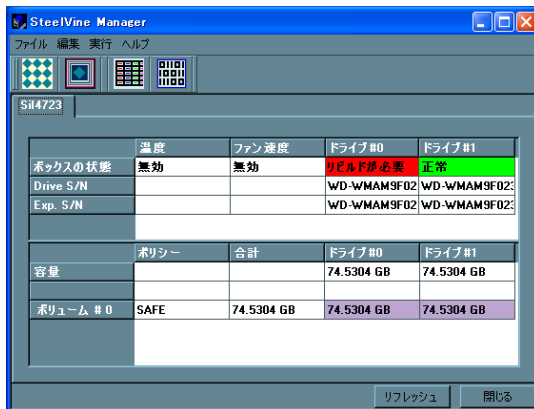 SteelVine Manager
ファイル 編集 実行 ヘルプ
SiI4723
温度 ファン速度 ドライブ#0 ドライブ#1
ボックスの状態 無効 無効 リビルドが必要 正常
Drive S/N WD-WMAM9F02 WD-WMAM9F023
Exp. S/N WD-WMAM9F02 WD-WMAM9F023
ポリシー 合計 ドライブ#0 ドライブ#1
容量 74.5304 GB 74.5304 GB
ボリューム #0 SAFE 74.5304 GB 74.5304 GB 74.5304 GB
リフレッシュ 閉じる